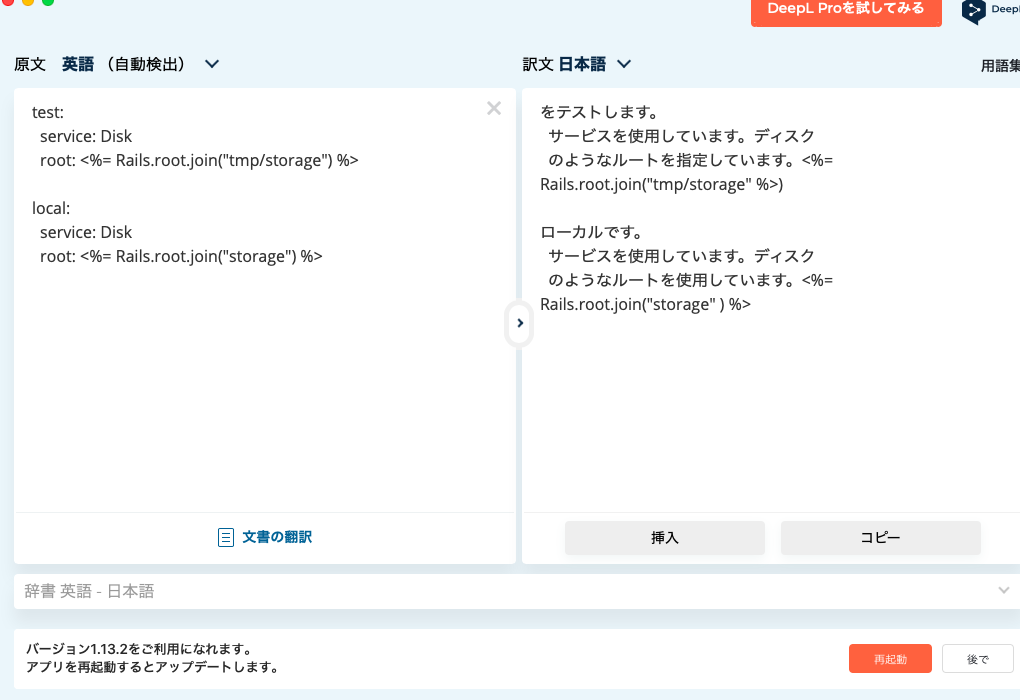 DeepL Proを試してみる
DeepL
原文 英語 （自動検出）
訳文 日本語
用語集
test:
  service: Disk
  root: <%= Rails.root.join("tmp/storage") %>

local:
  service: Disk
  root: <%= Rails.root.join("storage") %>
をテストします。
  サービスを使用しています。ディスク
  のようなルートを指定しています。<%=
Rails.root.join("tmp/storage" %>)

ローカルです。
  サービスを使用しています。ディスク
  のようなルートを使用しています。<%=
Rails.root.join("storage" ) %>
文書の翻訳
挿入
コピー
辞書 英語 - 日本語
バージョン1.13.2をご利用になれます。
アプリを再起動するとアップデートします。
再起動
後で